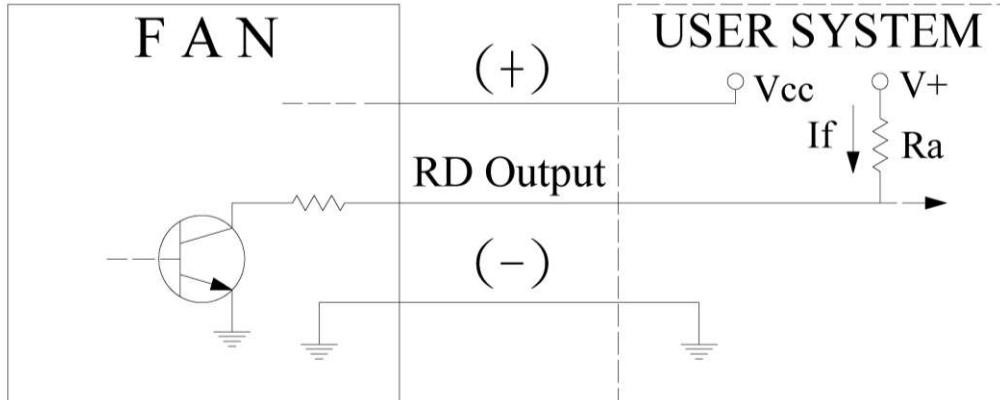 F A N
USER SYSTEM
(+)
Vcc
V+
If
Ra
RD Output
(-)